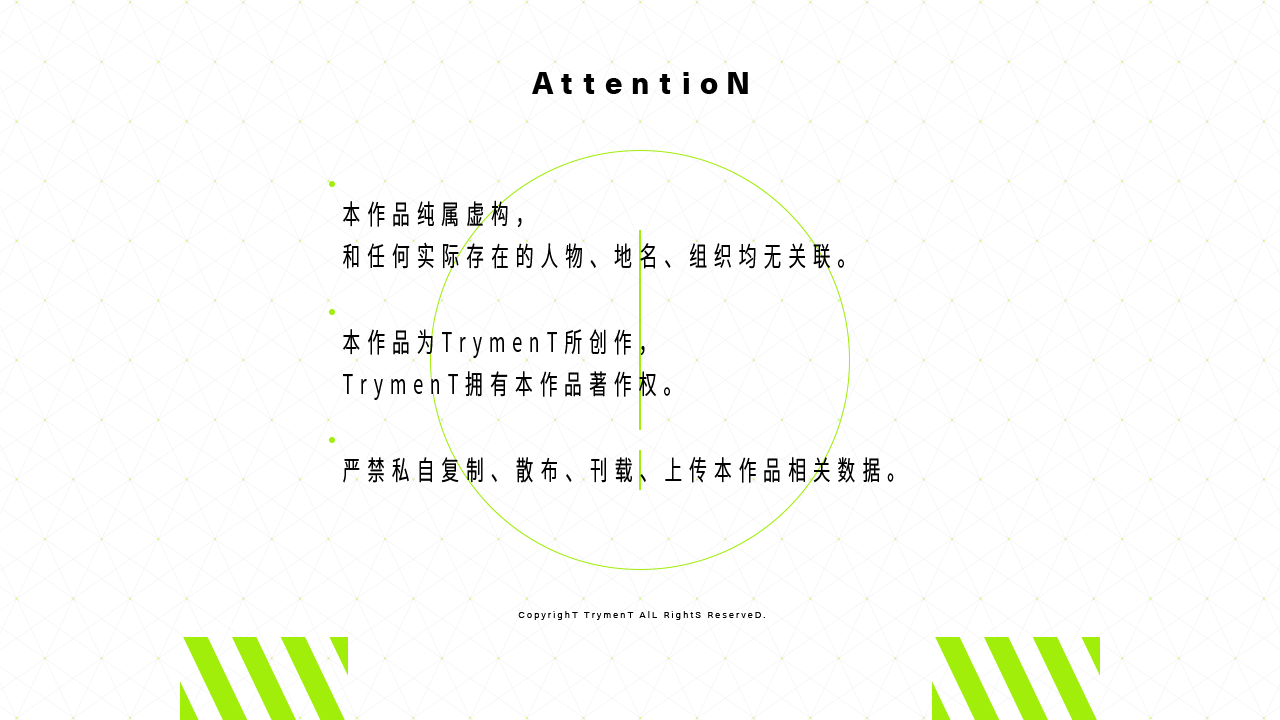 AttentioN
本作品纯属虚构，
和任何实际存在的人物、地名、组织均无关联。
本作品为TrymenT所创作，
TrymenT拥有本作品著作权。
严禁私自复制、散布、刊载、上传本作品相关数据。
CopyrighT TrymenT AlL RightS ReserveD.